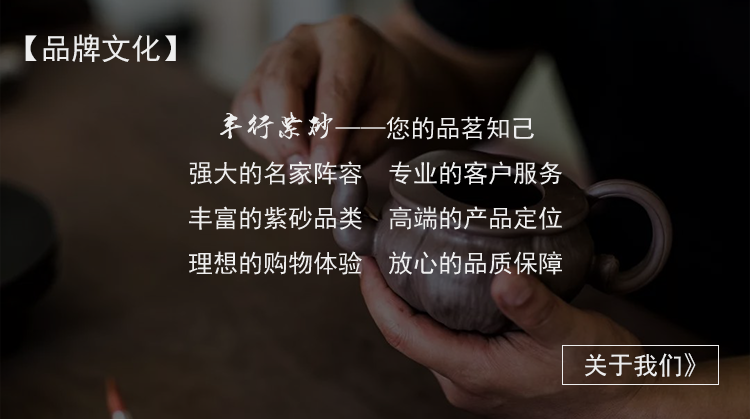 【品牌文化】
丰行紫砂——您的品茗知己
强大的名家阵容 专业的客户服务
丰富的紫砂品类 高端的产品定位
理想的购物体验 放心的品质保障
关于我们》